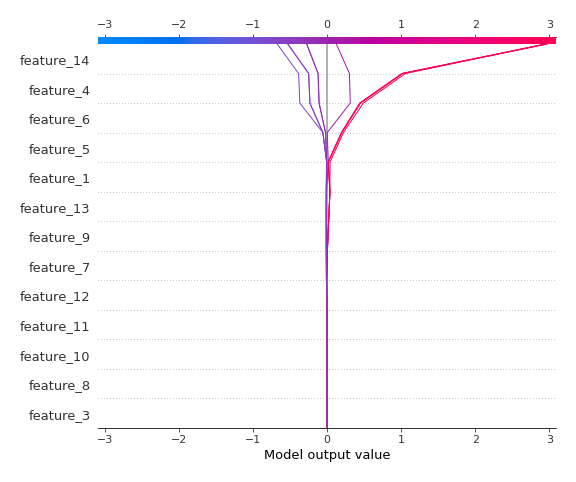 −3 −2 −1 0 1 2 3
feature_14
feature_4
feature_6
feature_5
feature_1
feature_13
feature_9
feature_7
feature_12
feature_11
feature_10
feature_8
feature_3
−3 −2 −1 0 1 2 3
Model output value